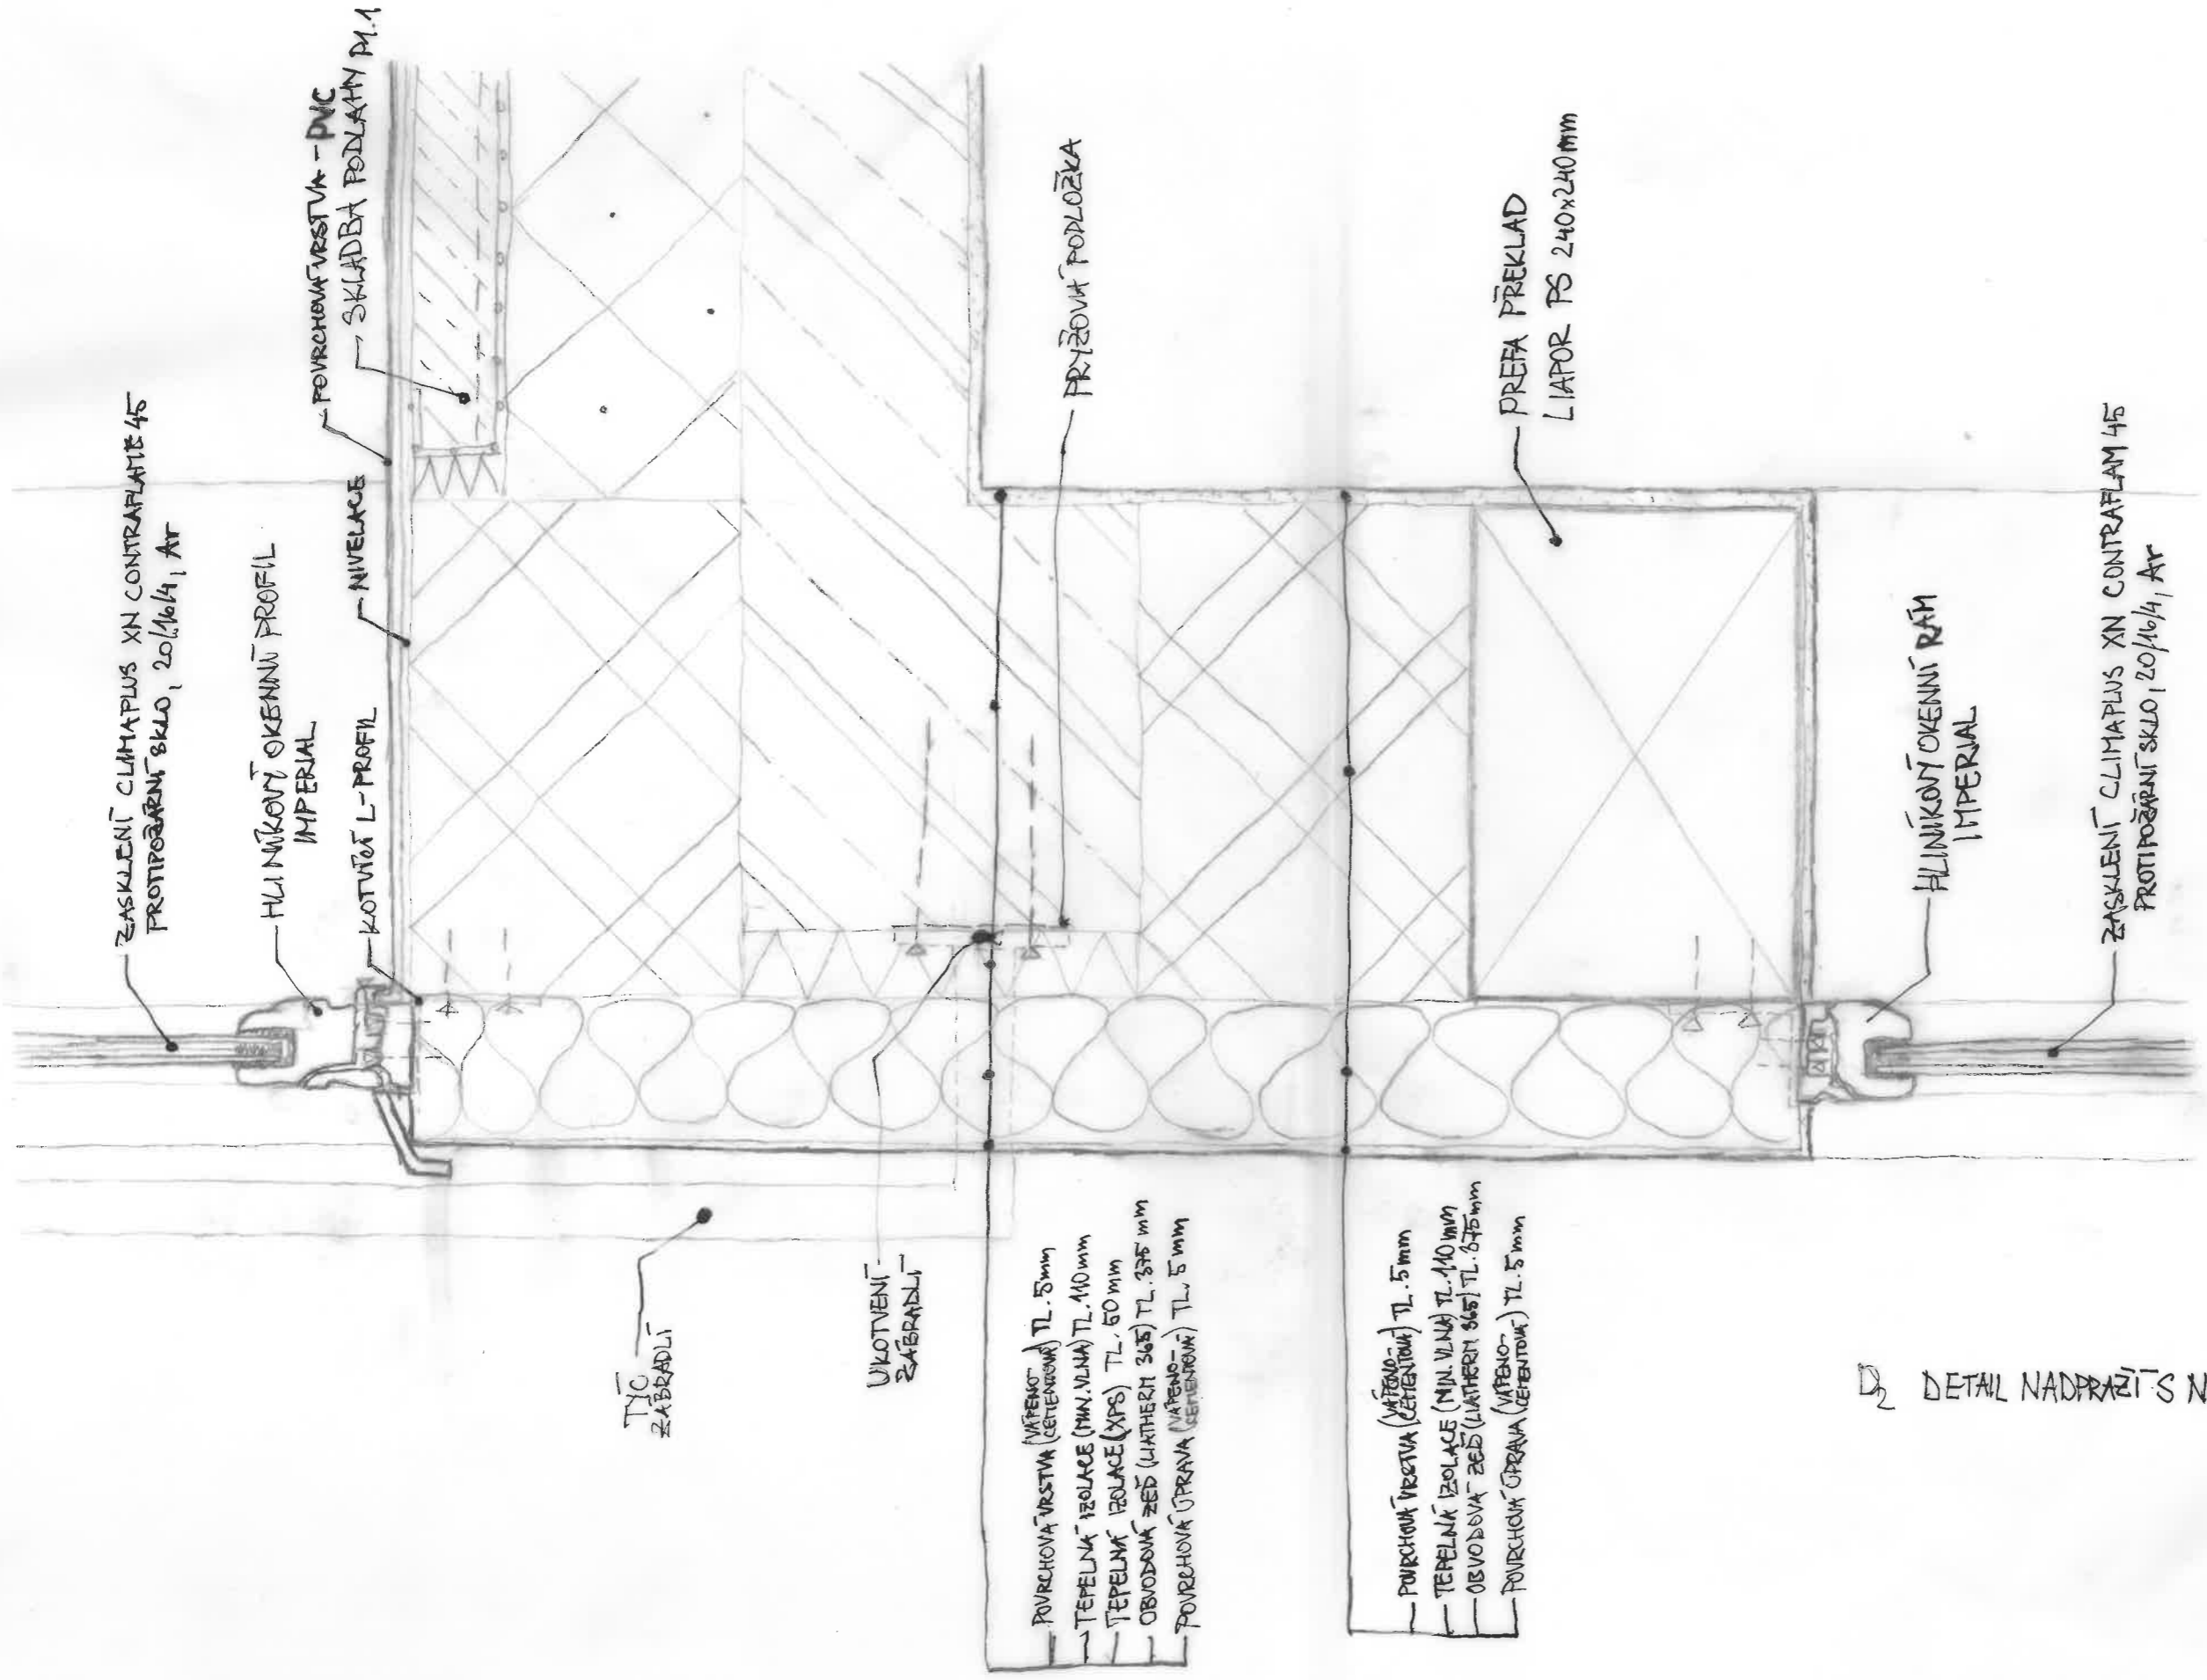 ZASKLENÍ CLIMAPLUS XN CONTRAFLAME 45
PROTIPOŽÁRNÍ SKLO, 20/16/4, Ar
HLINÍKOVÝ OKENNÍ PROFIL
IMPERIAL
KOTVÍCÍ L-PROFIL
NIVELACE
POVRCHOVÁ VRSTVA - PVC
SKLADBA PODLAHY P1.1
PRYŽOVÁ PODLOŽKA
PREFA PŘEKLAD
LIAPOR PS 240x240mm
HLINÍKOVÝ OKENNÍ RÁM
IMPERIAL
ZASKLENÍ CLIMAPLUS XN CONTRAFLAM 45
PROTIPOŽÁRNÍ SKLO, 20/16/4, Ar
TYČ
ZÁBRADLÍ
UKOTVENÍ
ZÁBRADLÍ
POVRCHOVÁ VRSTVA (VÁPENO-CEMENTOVÁ) TL. 5mm
TEPELNÁ IZOLACE (MIN. VLNA) TL. 110mm
TEPELNÁ IZOLACE (XPS) TL. 50mm
OBVODOVÁ ZEĎ (LIATHERM 365) TL. 375mm
POVRCHOVÁ ÚPRAVA (VÁPENO-CEMENTOVÁ) TL. 5mm
POVRCHOVÁ VRSTVA (VÁPENO-CEMENTOVÁ) TL. 5mm
TEPELNÁ IZOLACE (MIN. VLNA) TL. 110mm
OBVODOVÁ ZEĎ (LIATHERM 365) TL. 375mm
POVRCHOVÁ ÚPRAVA (VÁPENO-CEMENTOVÁ) TL. 5mm
D2 DETAIL NADPRAŽÍ S N